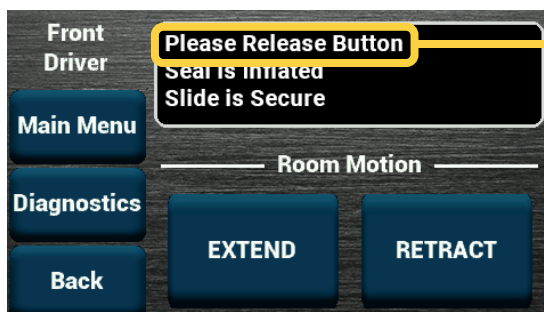 Front
Driver
Main Menu
Diagnostics
Back
Please Release Button
Seal is Inflated
Slide is Secure
Room Motion
EXTEND
RETRACT